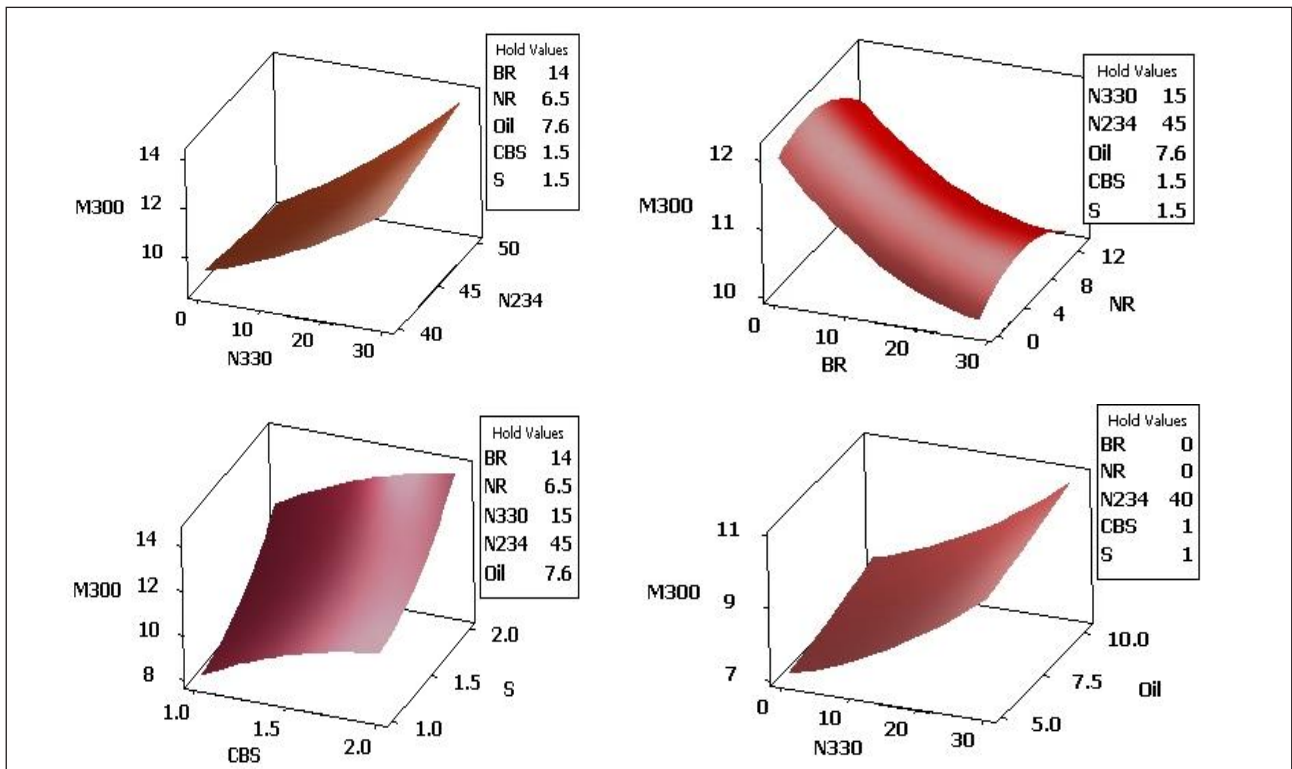 Hold Values
BR 14
NR 6.5
Oil 7.6
CBS 1.5
S 1.5
14
12
10
M300
0
10
20
30
N330
40
45
50
N234
Hold Values
N330 15
N234 45
Oil 7.6
CBS 1.5
S 1.5
12
11
10
M300
0
10
20
30
BR
0
4
8
12
NR
Hold Values
BR 14
NR 6.5
N330 15
N234 45
Oil 7.6
14
12
10
8
M300
1.0
1.5
2.0
CBS
1.0
1.5
2.0
S
Hold Values
BR 0
NR 0
N234 40
CBS 1
S 1
11
9
7
M300
0
10
20
30
N330
5.0
7.5
10.0
Oil